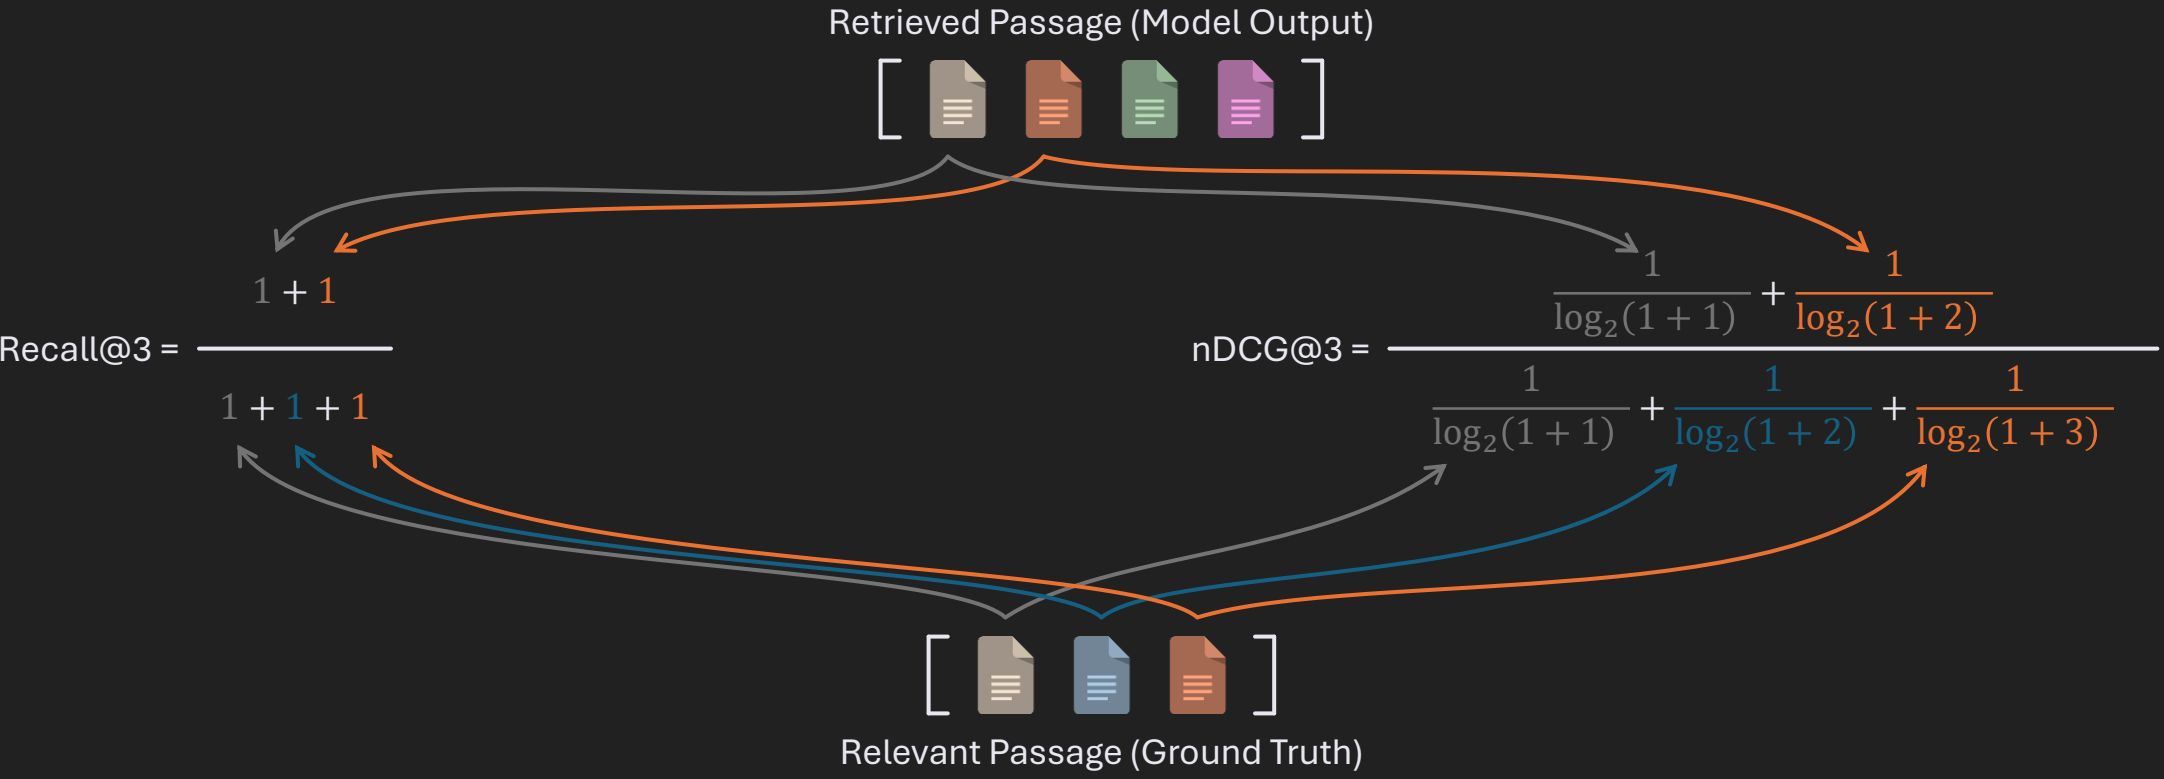 Retrieved Passage (Model Output)
1 + 1
Recall@3 =
1 + 1 + 1
1 / log₂(1 + 1) + 1 / log₂(1 + 2)
nDCG@3 =
1 / log₂(1 + 1) + 1 / log₂(1 + 2) + 1 / log₂(1 + 3)
Relevant Passage (Ground Truth)